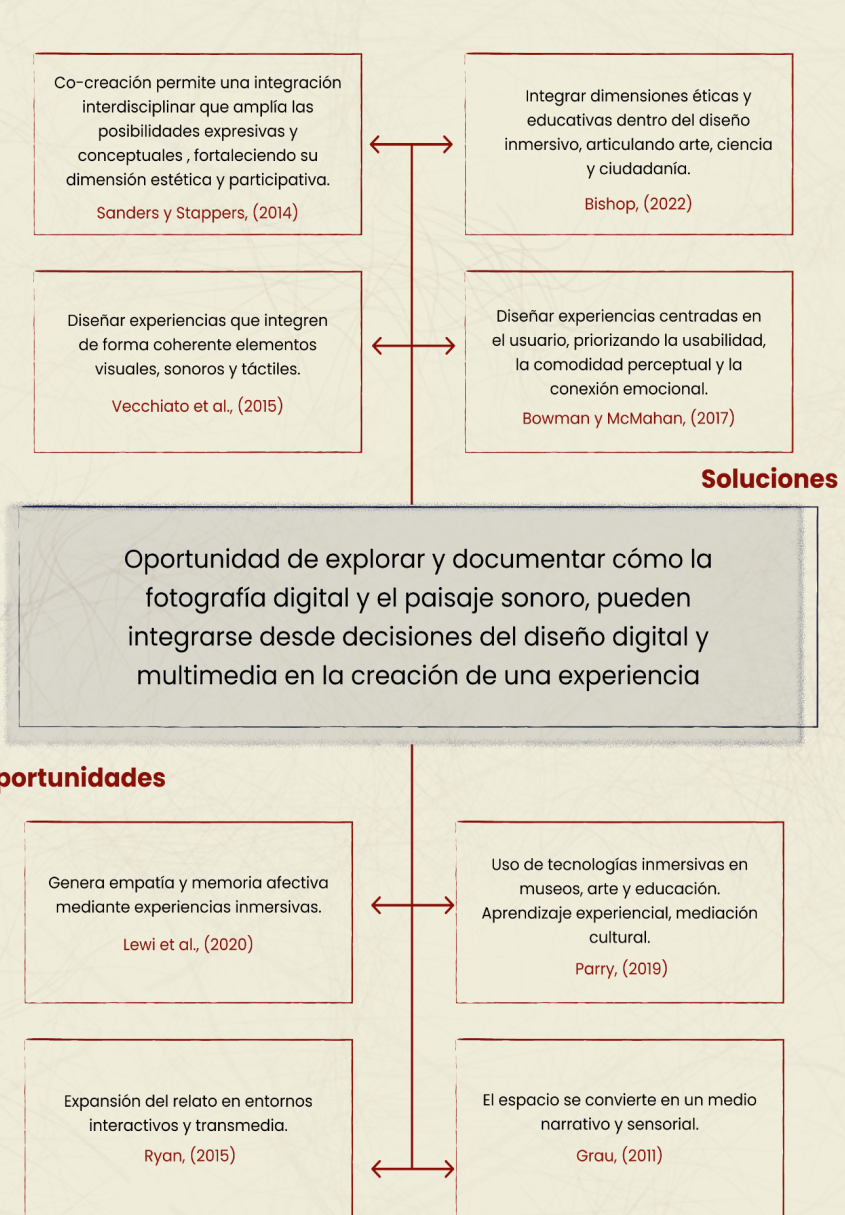 Co-creación permite una integración
interdisciplinar que amplía las
posibilidades expresivas y
conceptuales , fortaleciendo su
dimensión estética y participativa.
Sanders y Stappers, (2014)
Integrar dimensiones éticas y
educativas dentro del diseño
inmersivo, articulando arte, ciencia
y ciudadanía.
Bishop, (2022)
Diseñar experiencias que integren
de forma coherente elementos
visuales, sonoros y táctiles.
Vecchiato et al., (2015)
Diseñar experiencias centradas en
el usuario, priorizando la usabilidad,
la comodidad perceptual y la
conexión emocional.
Bowman y McMahan, (2017)
Soluciones
Oportunidad de explorar y documentar cómo la
fotografía digital y el paisaje sonoro, pueden
integrarse desde decisiones del diseño digital y
multimedia en la creación de una experiencia
portunidades
Genera empatía y memoria afectiva
mediante experiencias inmersivas.
Lewi et al., (2020)
Uso de tecnologías inmersivas en
museos, arte y educación.
Aprendizaje experiencial, mediación
cultural.
Parry, (2019)
Expansión del relato en entornos
interactivos y transmedia.
Ryan, (2015)
El espacio se convierte en un medio
narrativo y sensorial.
Grau, (2011)